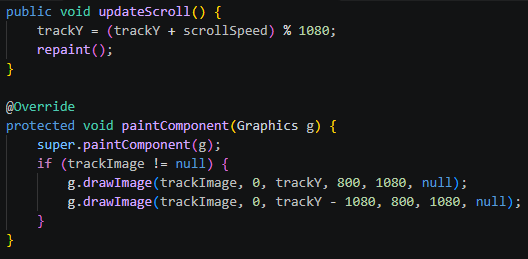 public void updateScroll() {
    trackY = (trackY + scrollSpeed) % 1080;
    repaint();
}

@Override
protected void paintComponent(Graphics g) {
    super.paintComponent(g);
    if (trackImage != null) {
        g.drawImage(trackImage, 0, trackY, 800, 1080, null);
        g.drawImage(trackImage, 0, trackY - 1080, 800, 1080, null);
    }
}